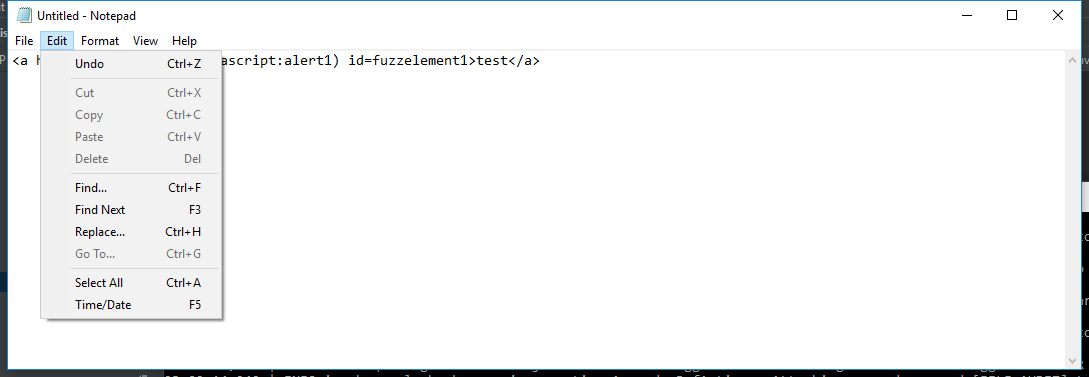 Untitled - Notepad
File Edit Format View Help
<a h ascript:alert1) id=fuzzelement1>test</a>
Undo Ctrl+Z
Cut Ctrl+X
Copy Ctrl+C
Paste Ctrl+V
Delete Del
Find... Ctrl+F
Find Next F3
Replace... Ctrl+H
Go To... Ctrl+G
Select All Ctrl+A
Time/Date F5